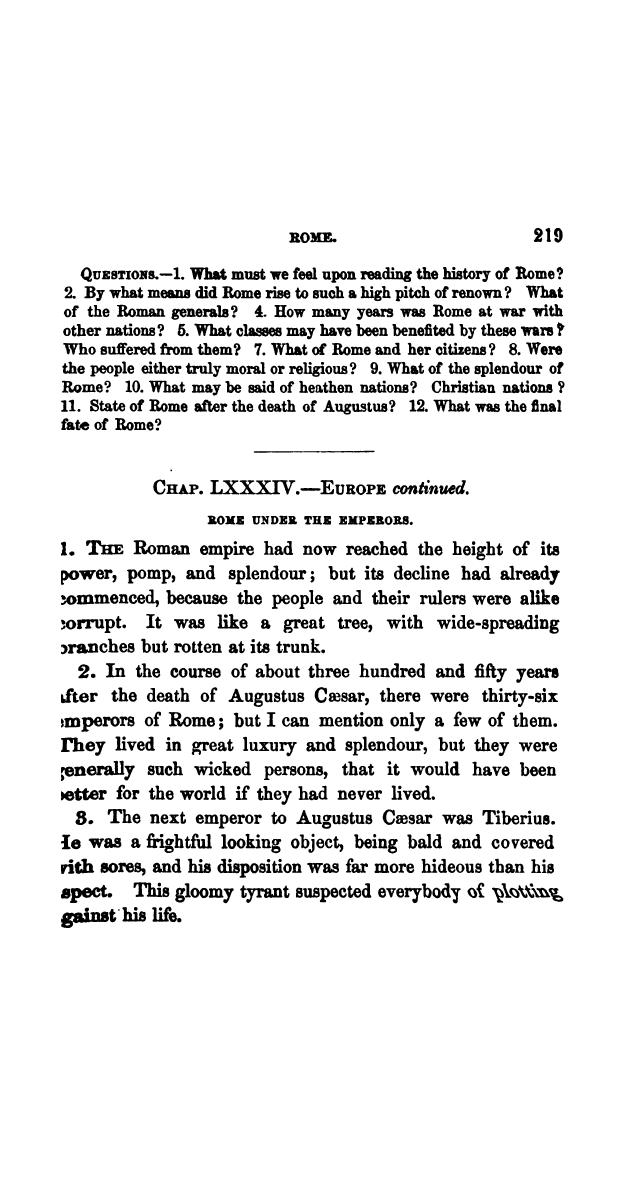 ROME. 219
QUESTIONS.—1. What must we feel upon reading the history of Rome?
2. By what means did Rome rise to such a high pitch of renown? What
of the Roman generals? 4. How many years was Rome at war with
other nations? 5. What classes may have been benefited by these wars?
Who suffered from them? 7. What of Rome and her citizens? 8. Were
the people either truly moral or religious? 9. What of the splendour of
Rome? 10. What may be said of heathen nations? Christian nations?
11. State of Rome after the death of Augustus? 12. What was the final
fate of Rome?
CHAP. LXXXIV.—EUROPE continued.
ROME UNDER THE EMPERORS.
1. THE Roman empire had now reached the height of its
power, pomp, and splendour; but its decline had already
commenced, because the people and their rulers were alike
corrupt. It was like a great tree, with wide-spreading
branches but rotten at its trunk.
2. In the course of about three hundred and fifty years
after the death of Augustus Cæsar, there were thirty-six
emperors of Rome; but I can mention only a few of them.
They lived in great luxury and splendour, but they were
generally such wicked persons, that it would have been
better for the world if they had never lived.
3. The next emperor to Augustus Cæsar was Tiberius.
He was a frightful looking object, being bald and covered
with sores, and his disposition was far more hideous than his
aspect. This gloomy tyrant suspected everybody of plotting
against his life.